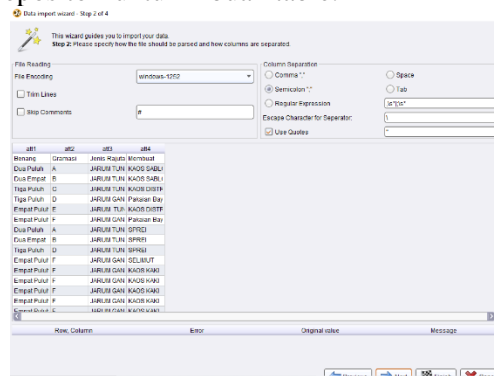 Data import wizard - Step 2 of 4
This wizard guides you to import your data.
Step 2: Please specify how the file should be parsed and how columns are separated.
File Reading
File Encoding
windows-1252
Trim Lines
Skip Comments
#
Column Separation
Comma ","
Space
Semicolon ";"
Tab
Regular Expression
Escape Character for Seperator:
\
Use Quotes
"
att1 att2 att3 att4
Benang Gramasi Jenis Rajuta Membuat
Dua Puluh A JARUM TUN KAOS SABL
Dua Empat B JARUM TUN KAOS SABL
Tiga Puluh C JARUM TUN KAOS DISTR
Tiga Puluh D JARUM GAN Pakaian Bay
Empat Puluh E JARUM TUN KAOS DISTR
Empat Puluh F JARUM GAN Pakaian Bay
Dua Puluh A JARUM TUN SPREI
Dua Empat B JARUM TUN SPREI
Tiga Puluh D JARUM TUN SPREI
Empat Puluh F JARUM GAN SELIMUT
Empat Puluh F JARUM GAN KAOS KAKI
Empat Puluh F JARUM GAN KAOS KAKI
Empat Puluh F JARUM GAN KAOS KAKI
Empat Puluh F JARUM GAN KAOS KAKI
Row, Column Error Original value Message